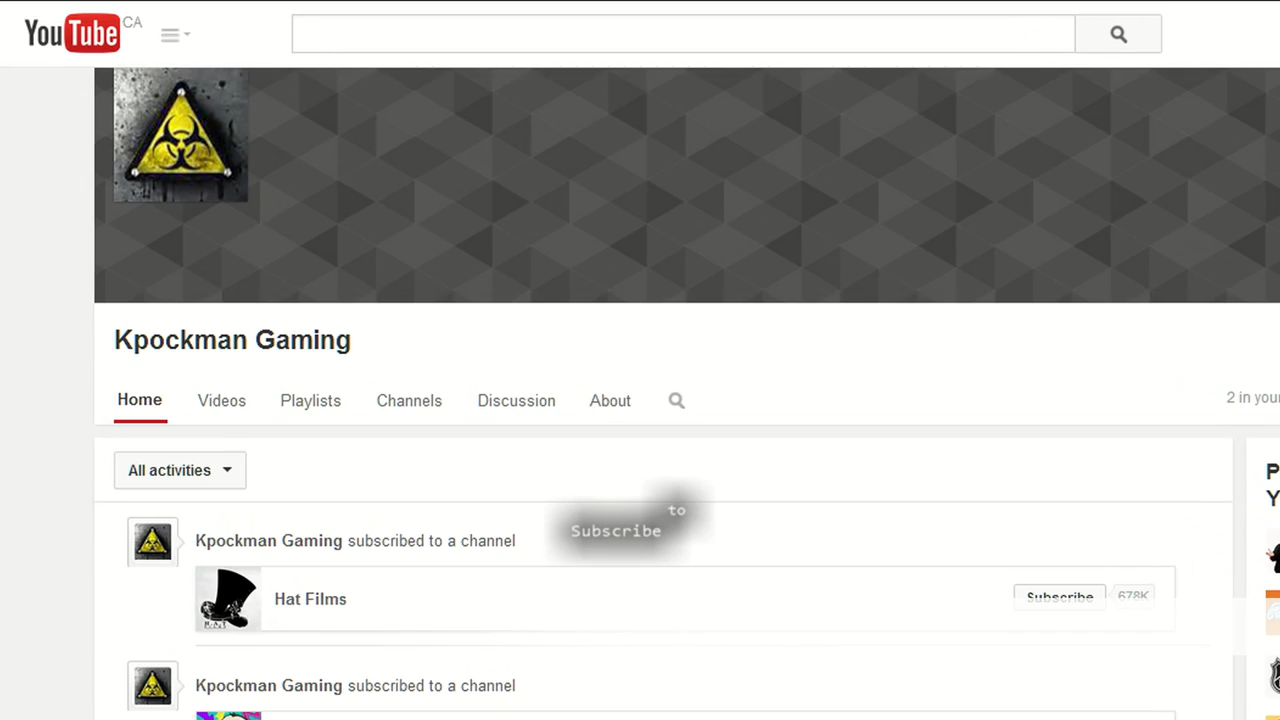 YouTube CA
Kpockman Gaming
Home Videos Playlists Channels Discussion About
2 in your
All activities
P
Y
to
Subscribe
Kpockman Gaming subscribed to a channel
Hat Films
Subscribe 678K
Kpockman Gaming subscribed to a channel